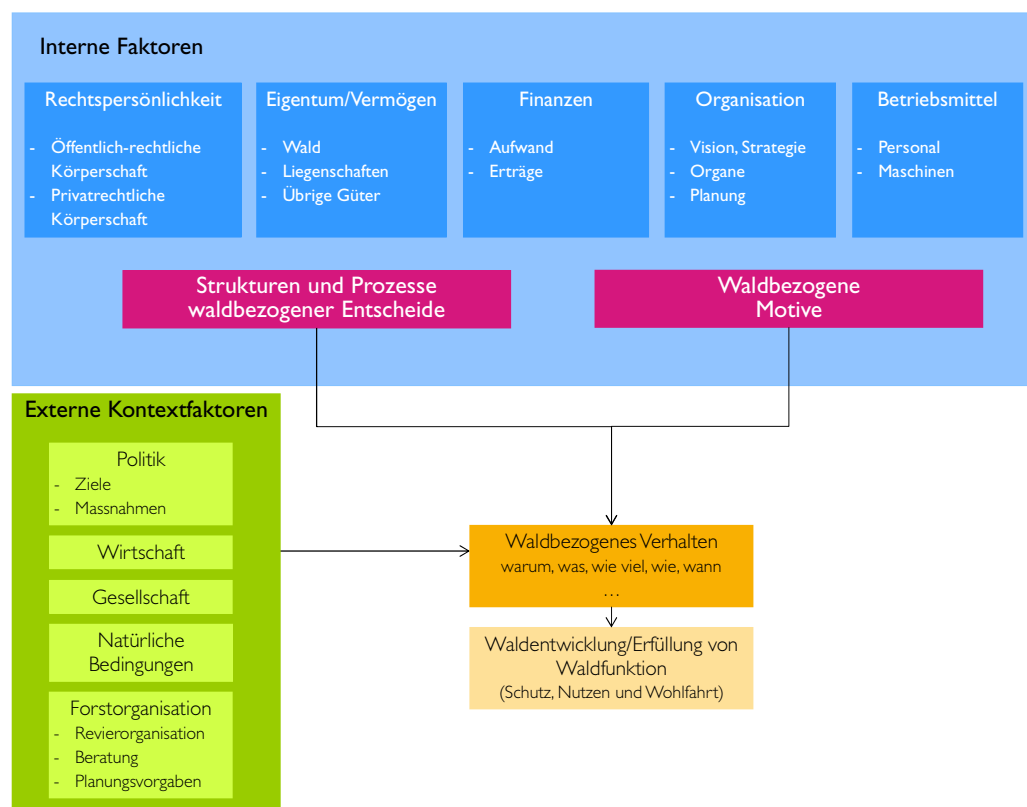 Interne Faktoren
Rechtspersönlichkeit
- Öffentlich-rechtliche
Körperschaft
- Privatrechtliche
Körperschaft
Eigentum/Vermögen
- Wald
- Liegenschaften
- Übrige Güter
Finanzen
- Aufwand
- Erträge
Organisation
- Vision, Strategie
- Organe
- Planung
Betriebsmittel
- Personal
- Maschinen
Strukturen und Prozesse
waldbezogener Entscheide
Waldbezogene
Motive
Externe Kontextfaktoren
Politik
- Ziele
- Massnahmen
Wirtschaft
Gesellschaft
Natürliche
Bedingungen
Forstorganisation
- Revierorganisation
- Beratung
- Planungsvorgaben
Waldbezogenes Verhalten
warum, was, wie viel, wie, wann
…
Waldentwicklung/Erfüllung von
Waldfunktion
(Schutz, Nutzen und Wohlfahrt)